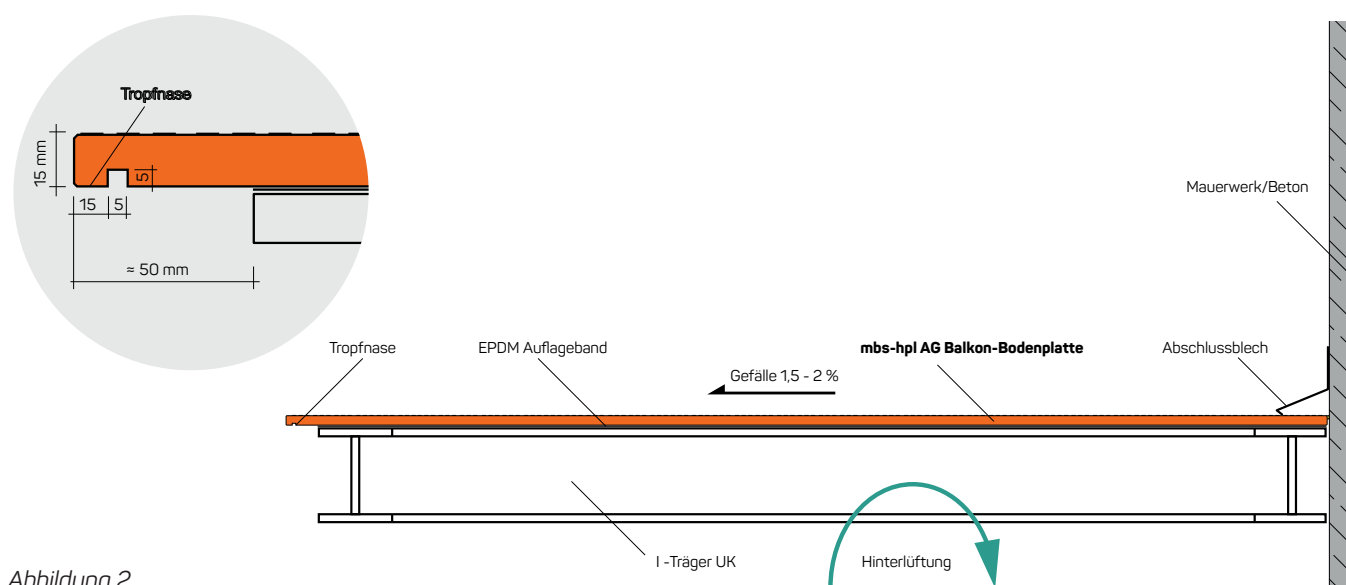 Tropfnase
15 mm
5
15
5
≈ 50 mm
Mauerwerk/Beton
Tropfnase
EPDM Auflageband
mbs-hpl AG Balkon-Bodenplatte
Abschlussblech
Gefälle 1,5 - 2 %
I -Träger UK
Hinterlüftung
Abbildung 2